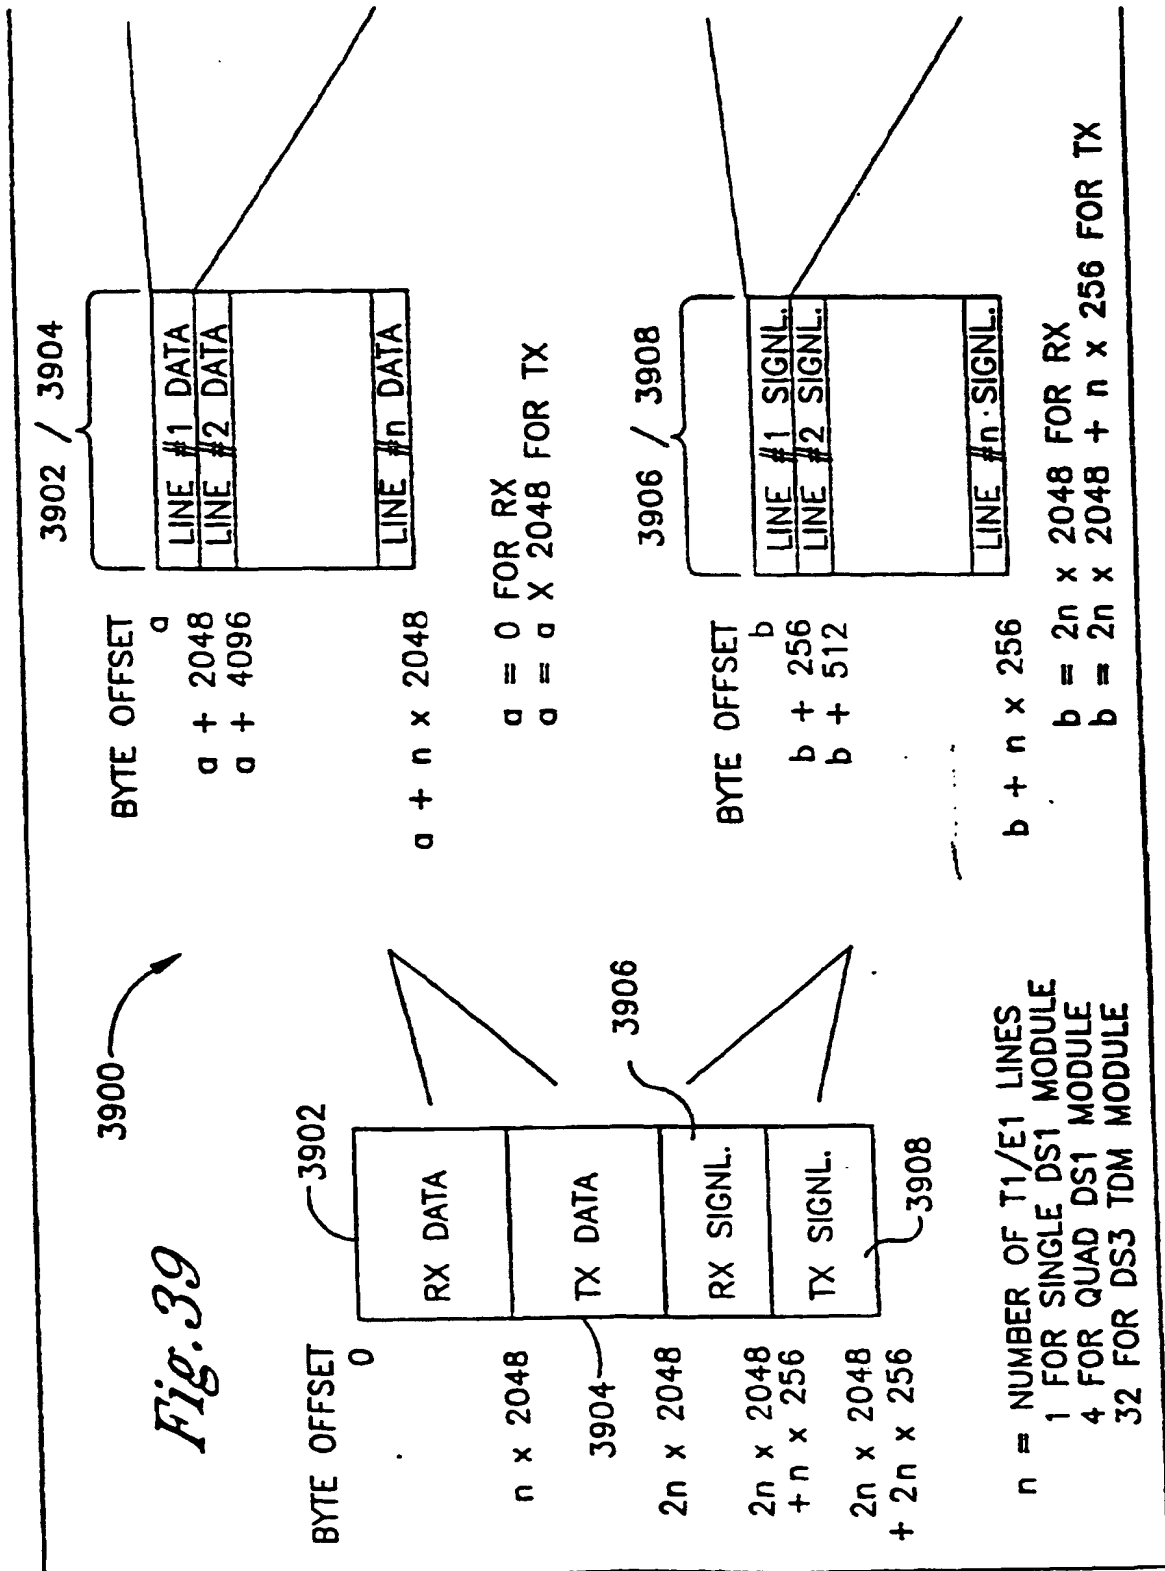 Fig. 39
3900
BYTE OFFSET
0
n x 2048
2n x 2048
2n x 2048
+ n x 256
2n x 2048
+ 2n x 256
3902
RX DATA
TX DATA
RX SIGNL.
TX SIGNL.
3904
3906
3908
n = NUMBER OF T1/E1 LINES
1 FOR SINGLE DS1 MODULE
4 FOR QUAD DS1 MODULE
32 FOR DS3 TDM MODULE
3902 / 3904
BYTE OFFSET
a
a + 2048
a + 4096
a + n x 2048
LINE #1 DATA
LINE #2 DATA
LINE #n DATA
a = 0 FOR RX
a = a X 2048 FOR TX
3906 / 3908
BYTE OFFSET
b
b + 256
b + 512
b + n x 256
LINE #1 SIGNL.
LINE #2 SIGNL.
LINE #n SIGNL.
b = 2n x 2048 FOR RX
b = 2n x 2048 + n x 256 FOR TX